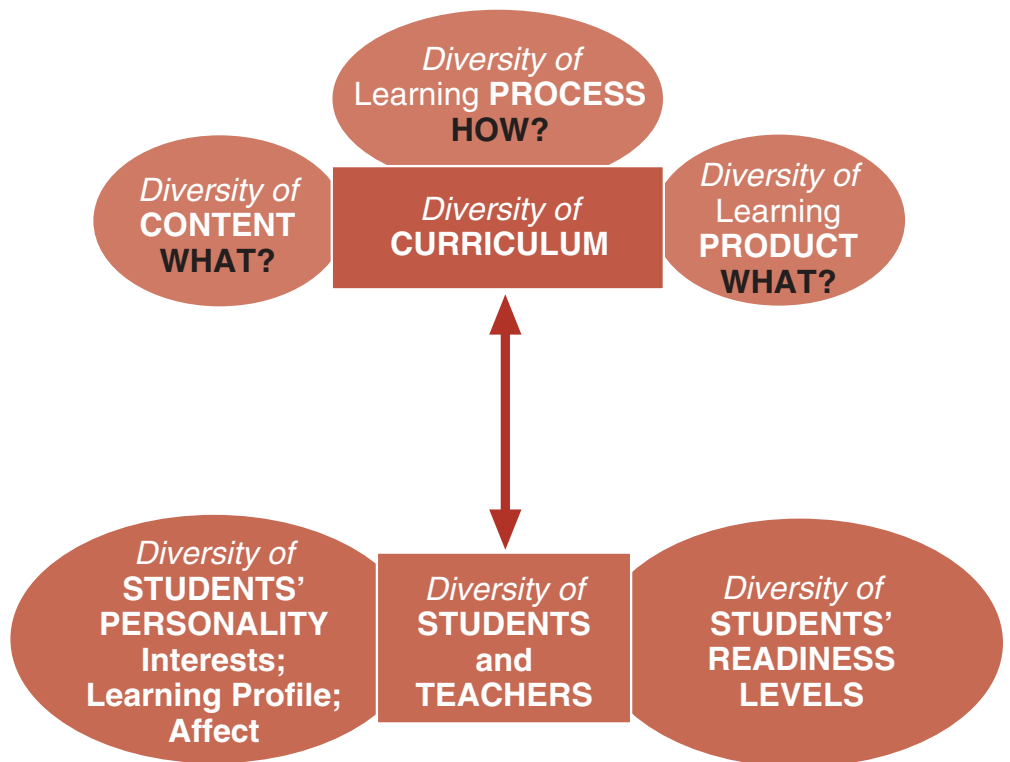 Diversity of
Learning PROCESS
HOW?
Diversity of
CONTENT
WHAT?
Diversity of
CURRICULUM
Diversity of
Learning
PRODUCT
WHAT?
Diversity of
STUDENTS’
PERSONALITY
Interests;
Learning Profile;
Affect
Diversity of
STUDENTS
and
TEACHERS
Diversity of
STUDENTS’
READINESS
LEVELS